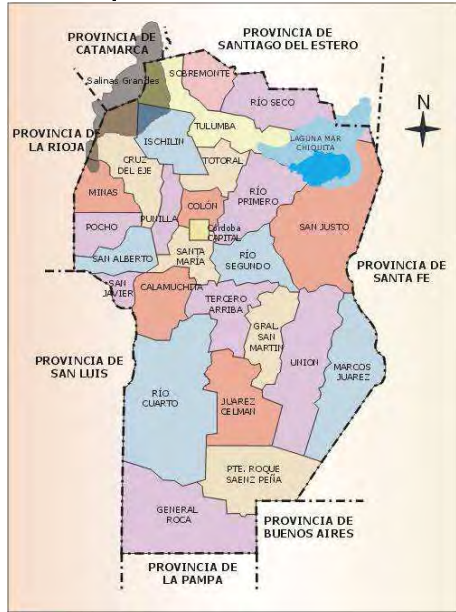 PROVINCIA DE
CATAMARCA
PROVINCIA DE
SANTIAGO DEL ESTERO
Salinas Grandes
SOBREMONTE
RÍO SECO
N
PROVINCIA DE
LA RIOJA
TULUMBA
ISCHILIN
LAGUNA MAR
CHIQUITA
CRUZ
DEL EJE
TOTORAL
MINAS
RÍO
PRIMERO
COLÓN
POCHO
PUNILLA
SAN JUSTO
Córdoba
CAPITAL
SANTA
MARÍA
SAN ALBERTO
RÍO
SEGUNDO
PROVINCIA DE
SANTA FE
SAN
JAVIER
CALAMUCHITA
TERCERO
ARRIBA
GRAL.
SAN
MARTIN
PROVINCIA DE
SAN LUIS
UNION
MARCOS
JUAREZ
RÍO
CUARTO
JUAREZ
CELMAN
PTE. ROQUE
SAENZ PEÑA
GENERAL
ROCA
PROVINCIA DE
BUENOS AIRES
PROVINCIA DE
LA PAMPA